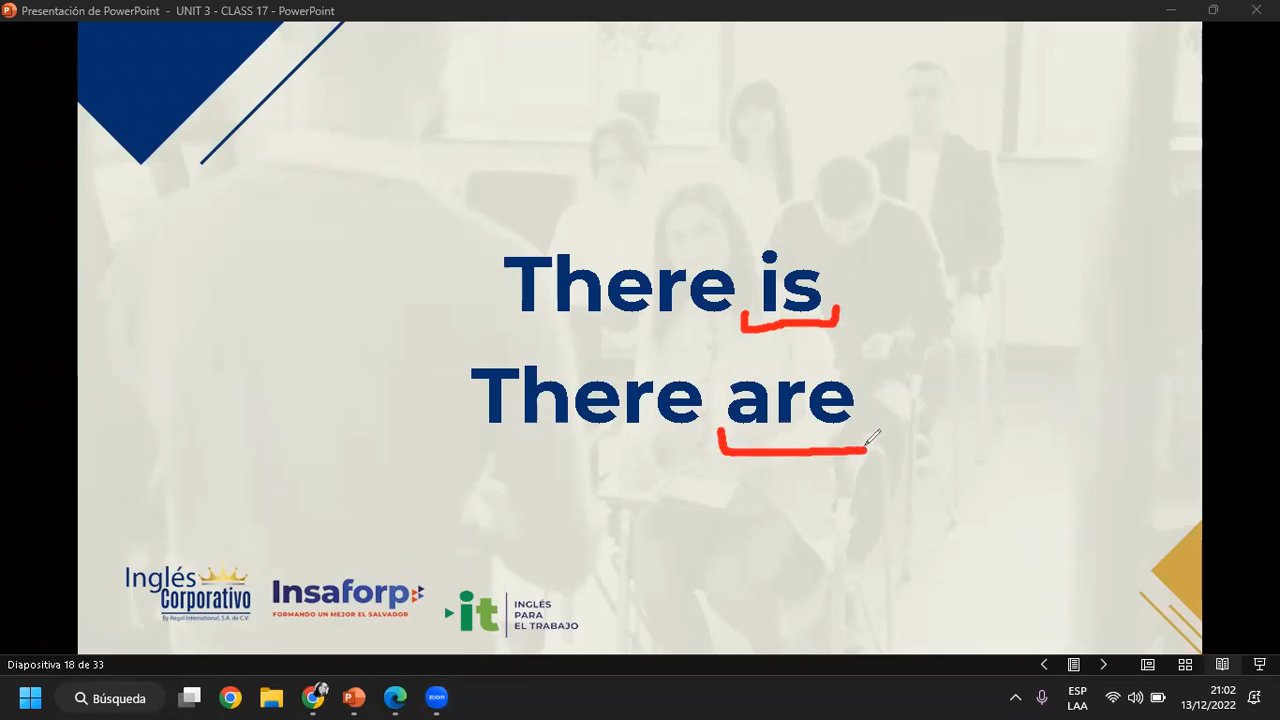 Presentación de PowerPoint - UNIT 3 - CLASS 17 - PowerPoint
There is
There are
Inglés
Corporativo
By Regal International, S.A. de C.V.
Insaforp
FORMANDO UN MEJOR EL SALVADOR
it
INGLÉS
PARA
EL TRABAJO
Diapositiva 18 de 33
Búsqueda
zoom
ESP
LAA
21:02
13/12/2022